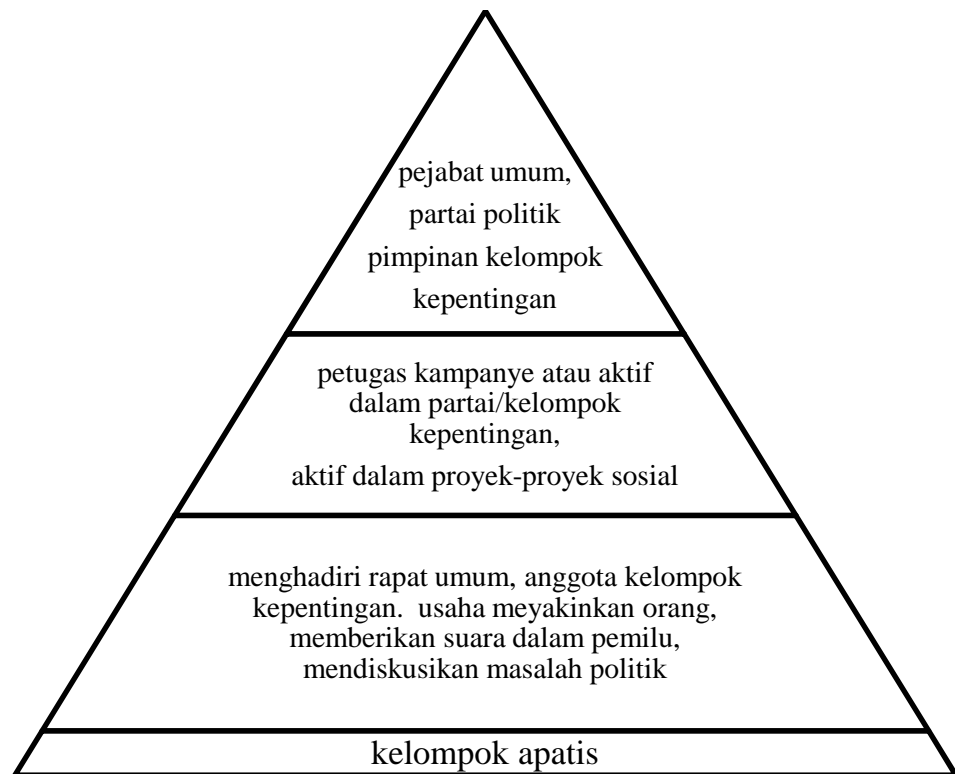 pejabat umum,
partai politik
pimpinan kelompok
kepentingan
petugas kampanye atau aktif
dalam partai/kelompok
kepentingan,
aktif dalam proyek-proyek sosial
menghadiri rapat umum, anggota kelompok
kepentingan.  usaha meyakinkan orang,
memberikan suara dalam pemilu,
mendiskusikan masalah politik
kelompok apatis